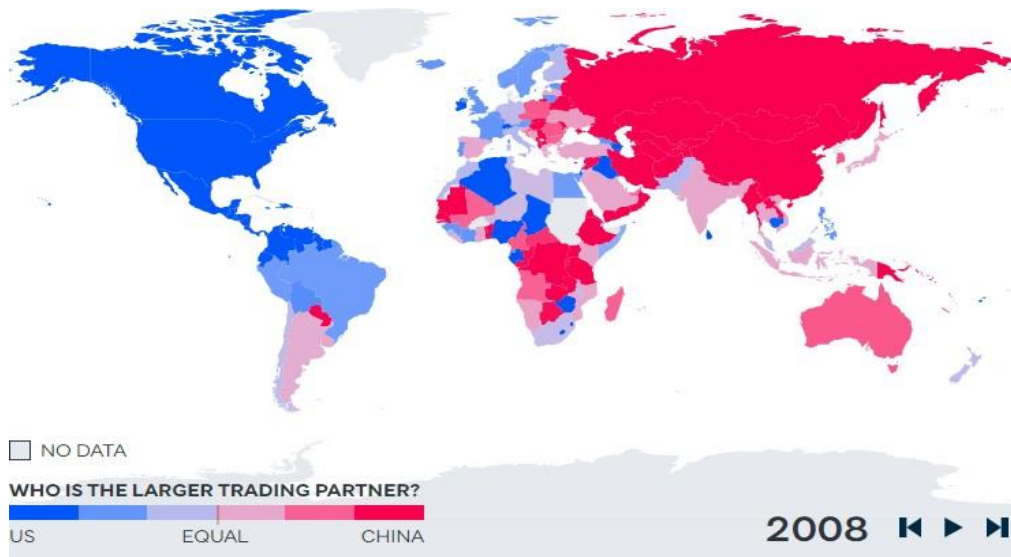 NO DATA
WHO IS THE LARGER TRADING PARTNER?
US EQUAL CHINA
2008